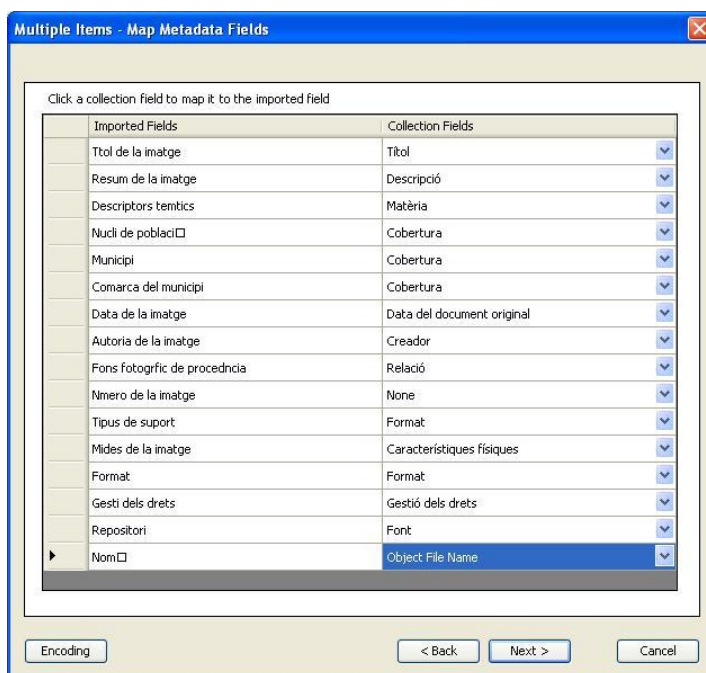 Multiple Items - Map Metadata Fields
Click a collection field to map it to the imported field
Imported Fields Collection Fields
Ttol de la imatge Títol
Resum de la imatge Descripció
Descriptors temtics Matèria
Nucli de poblaci□ Cobertura
Municipi Cobertura
Comarca del municipi Cobertura
Data de la imatge Data del document original
Autoria de la imatge Creador
Fons fotogrfic de procedncia Relació
Nmero de la imatge None
Tipus de suport Format
Mides de la imatge Característiques físiques
Format Format
Gesti dels drets Gestió dels drets
Repositori Font
Nom□ Object File Name
Encoding < Back Next > Cancel